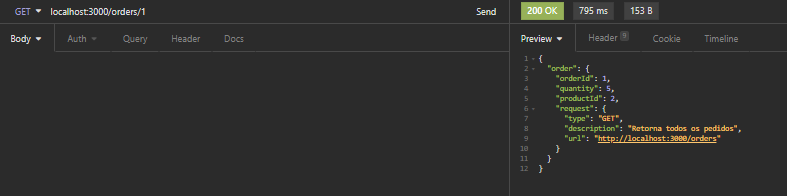 GET localhost:3000/orders/1 Send
200 OK 795 ms 153 B
Body Auth Query Header Docs
Preview Header 9 Cookie Timeline
1 {
2 "order": {
3 "orderId": 1,
4 "quantity": 5,
5 "productId": 2,
6 "request": {
7 "type": "GET",
8 "description": "Retorna todos os pedidos",
9 "url": "http://localhost:3000/orders"
10 }
11 }
12 }